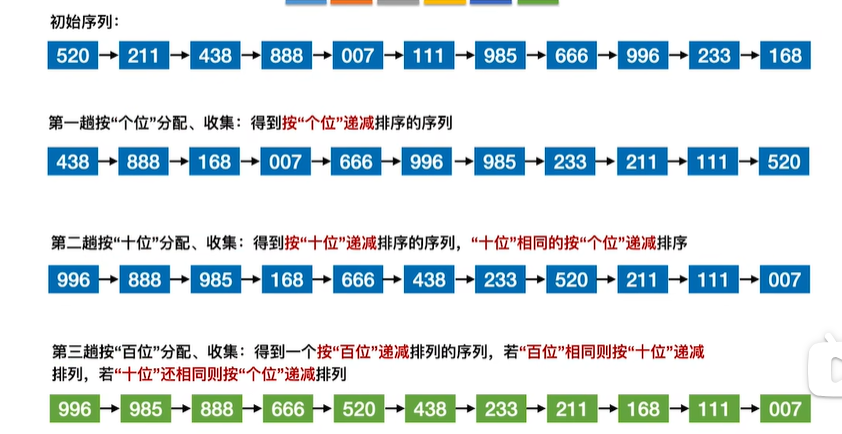 初始序列：
520→211→438→888→007→111→985→666→996→233→168
第一趟按“个位”分配、收集：得到按“个位”递减排序的序列
438→888→168→007→666→996→985→233→211→111→520
第二趟按“十位”分配、收集：得到按“十位”递减排序的序列，“十位”相同的按“个位”递减排序
996→888→985→168→666→438→233→520→211→111→007
第三趟按“百位”分配、收集：得到一个按“百位”递减排列的序列，若“百位”相同则按“十位”递减
排列，若“十位”还相同则按“个位”递减排列
996→985→888→666→520→438→233→211→168→111→007